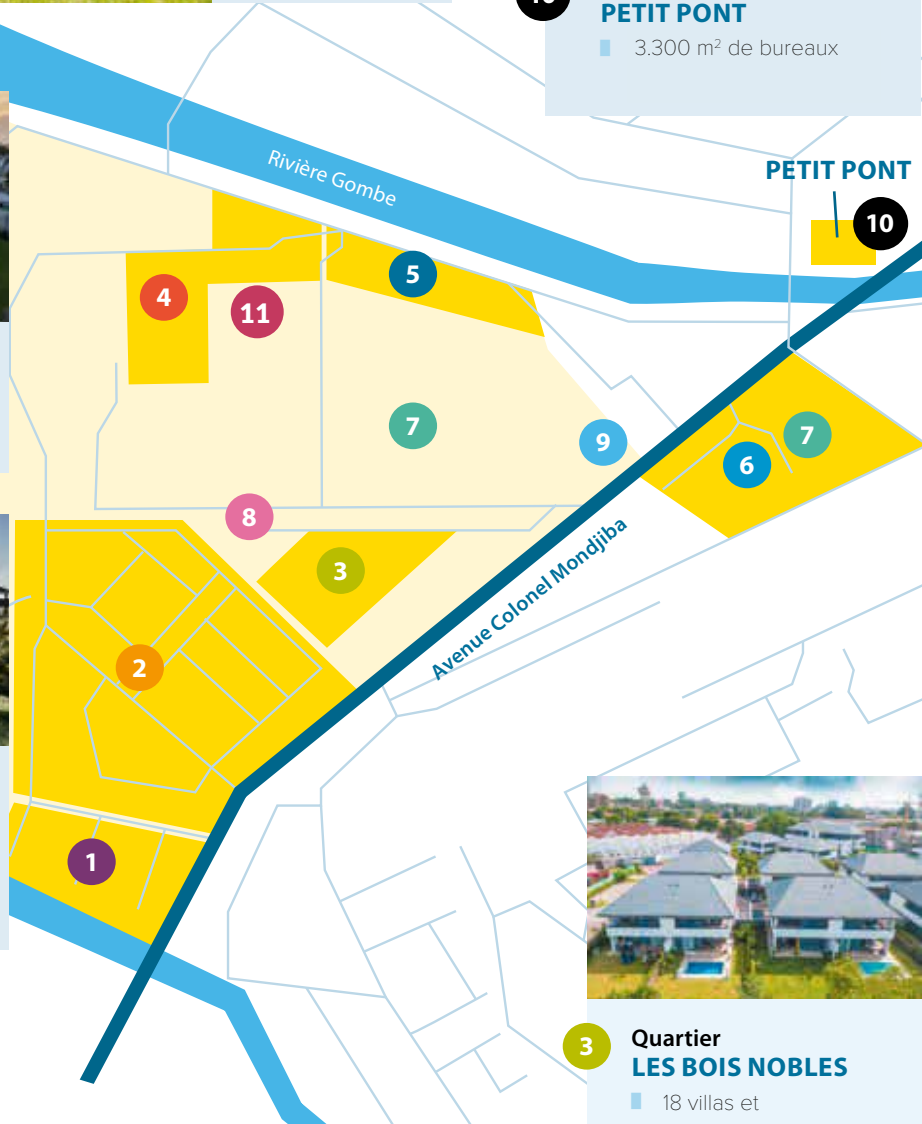 10
PETIT PONT
3.300 m² de bureaux
Rivière Gombe
PETIT PONT
10
5
4
11
7
9
7
6
8
3
Avenue Colonel Mondjiba
2
1
3
Quartier
LES BOIS NOBLES
18 villas et